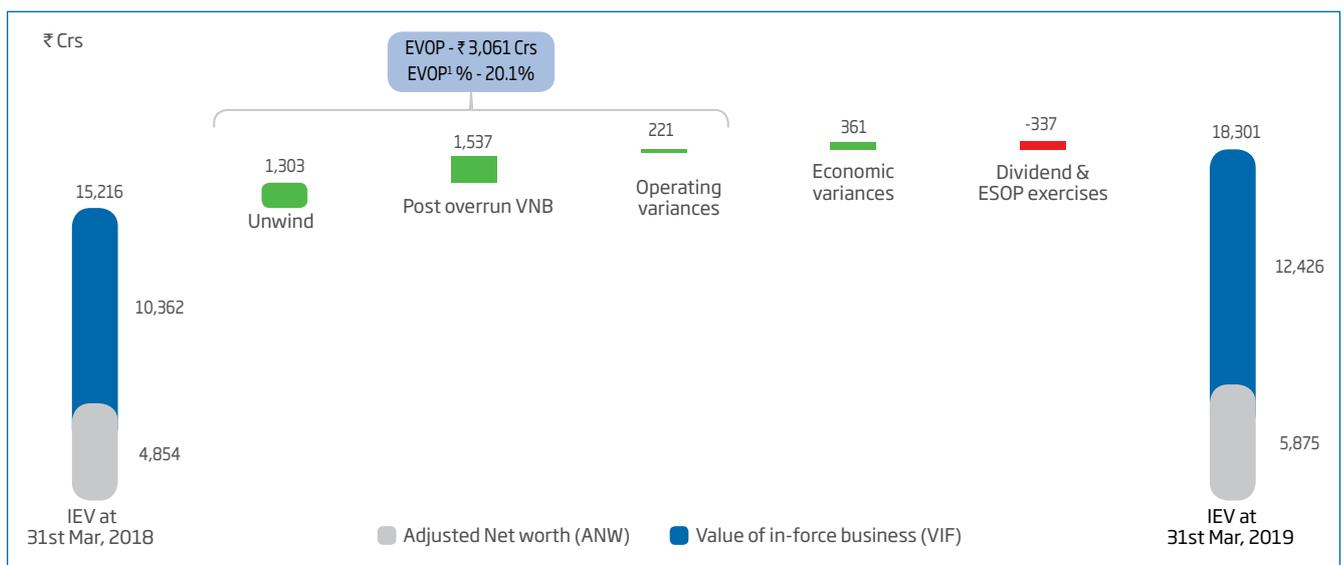 ₹ Crs
EVOP - ₹ 3,061 Crs
EVOP¹ % - 20.1%
15,216
10,362
4,854
IEV at
31st Mar, 2018
1,303
Unwind
1,537
Post overrun VNB
221
Operating
variances
361
Economic
variances
-337
Dividend &
ESOP exercises
18,301
12,426
5,875
IEV at
31st Mar, 2019
Adjusted Net worth (ANW)
Value of in-force business (VIF)